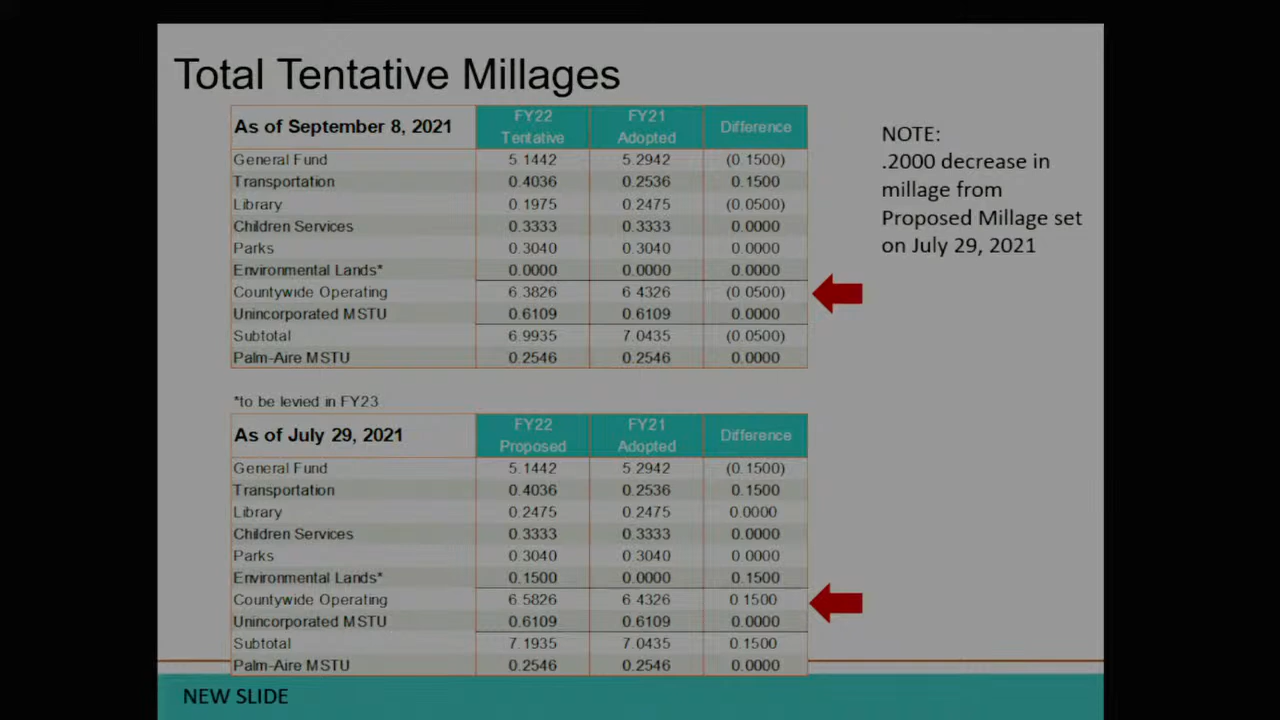 Total Tentative Millages
As of September 8, 2021 FY22 Tentative FY21 Adopted Difference
General Fund 5.1442 5.2942 (0.1500)
Transportation 0.4036 0.2536 0.1500
Library 0.1975 0.2475 (0.0500)
Children Services 0.3333 0.3333 0.0000
Parks 0.3040 0.3040 0.0000
Environmental Lands* 0.0000 0.0000 0.0000
Countywide Operating 6.3826 6.4326 (0.0500)
Unincorporated MSTU 0.6109 0.6109 0.0000
Subtotal 6.9935 7.0435 (0.0500)
Palm-Aire MSTU 0.2546 0.2546 0.0000
NOTE:
.2000 decrease in
millage from
Proposed Millage set
on July 29, 2021
*to be levied in FY23
As of July 29, 2021 FY22 Proposed FY21 Adopted Difference
General Fund 5.1442 5.2942 (0.1500)
Transportation 0.4036 0.2536 0.1500
Library 0.2475 0.2475 0.0000
Children Services 0.3333 0.3333 0.0000
Parks 0.3040 0.3040 0.0000
Environmental Lands* 0.1500 0.0000 0.1500
Countywide Operating 6.5826 6.4326 0.1500
Unincorporated MSTU 0.6109 0.6109 0.0000
Subtotal 7.1935 7.0435 0.1500
Palm-Aire MSTU 0.2546 0.2546 0.0000
NEW SLIDE